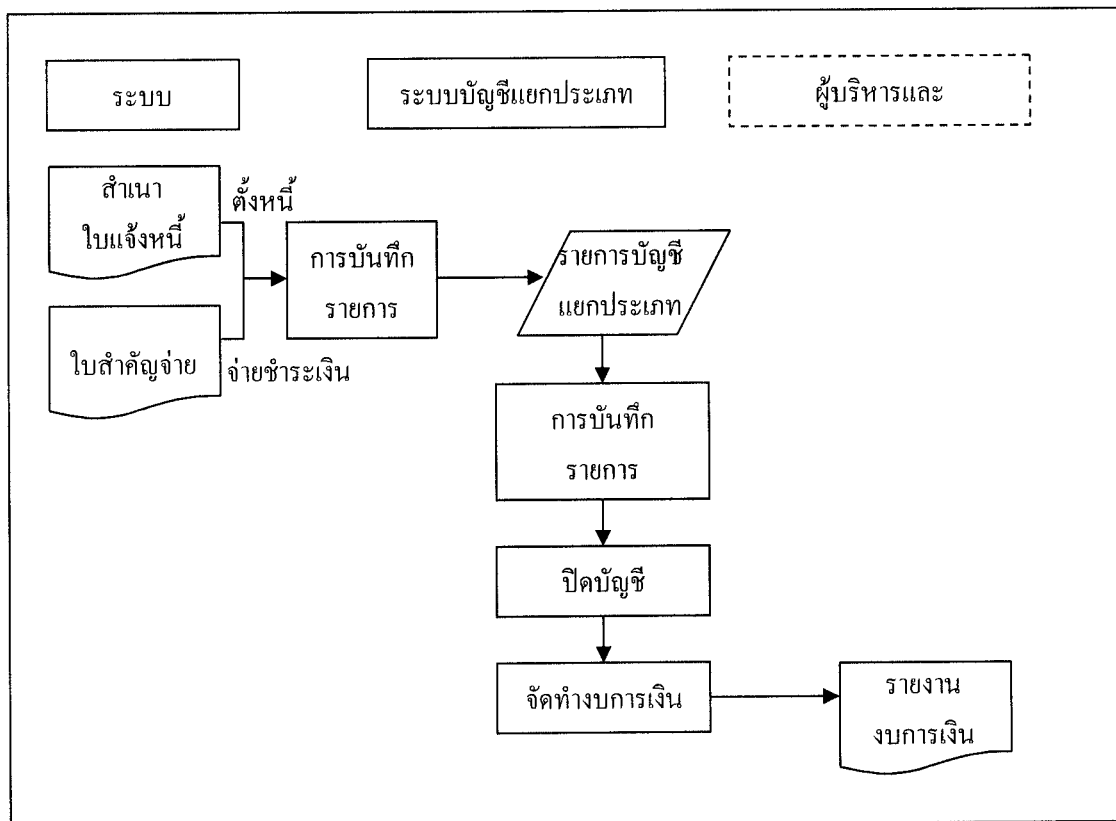 ระบบ
ระบบบัญชีแยกประเภท
ผู้บริหารและ
สำเนา
ใบแจ้งหนี้
ตั้งหนี้
การบันทึก
รายการ
ใบสำคัญจ่าย
จ่ายชำระเงิน
รายการบัญชี
แยกประเภท
การบันทึก
รายการ
ปิดบัญชี
จัดทำงบการเงิน
รายงาน
งบการเงิน